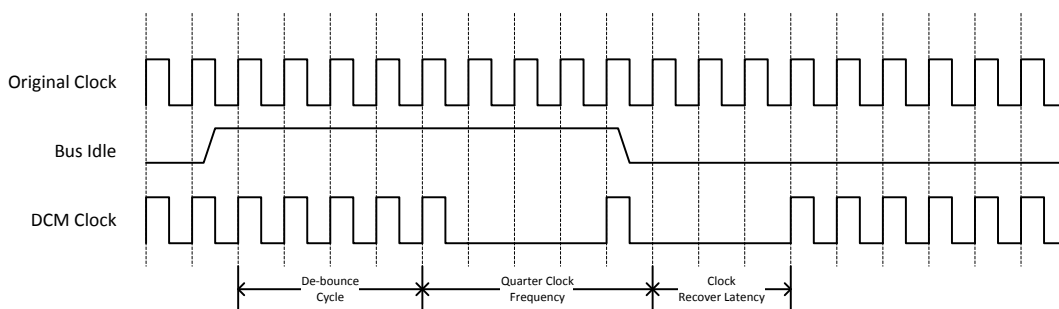 Original Clock
Bus Idle
DCM Clock
De-bounce
Cycle
Quarter Clock
Frequency
Clock
Recover Latency